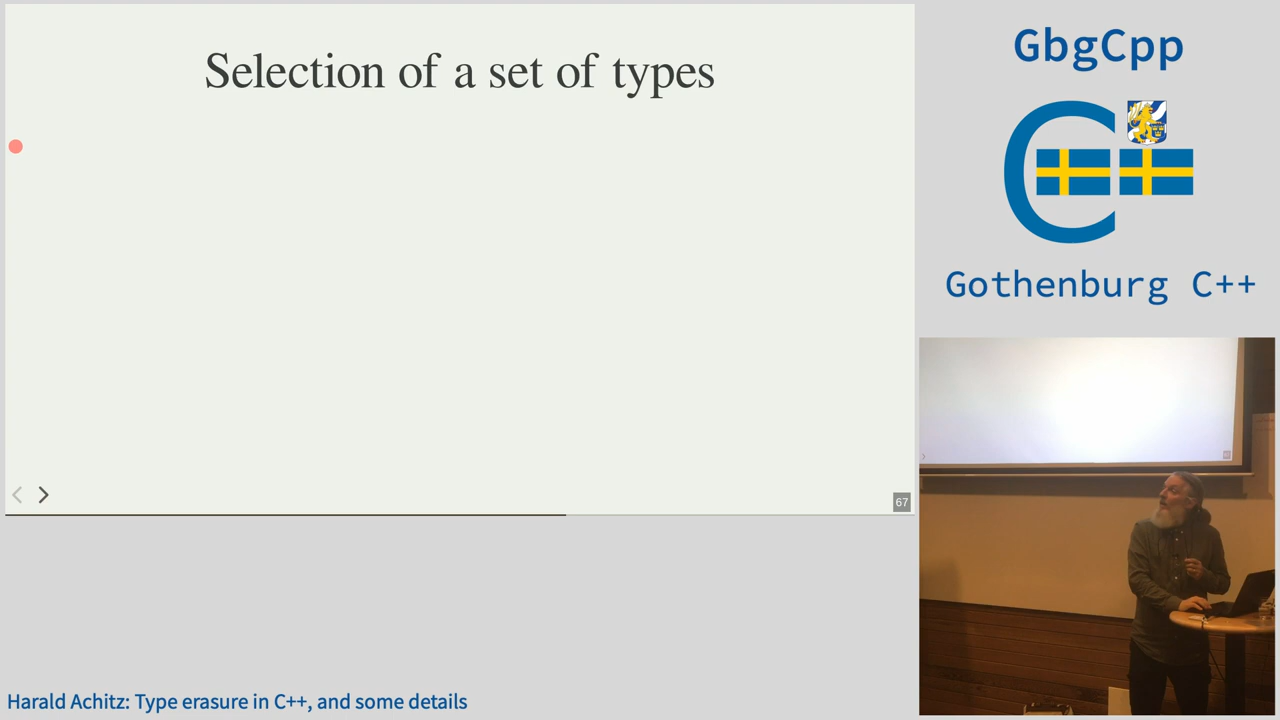 Selection of a set of types
67
GbgCpp
C++
Gothenburg C++
Harald Achitz: Type erasure in C++, and some details